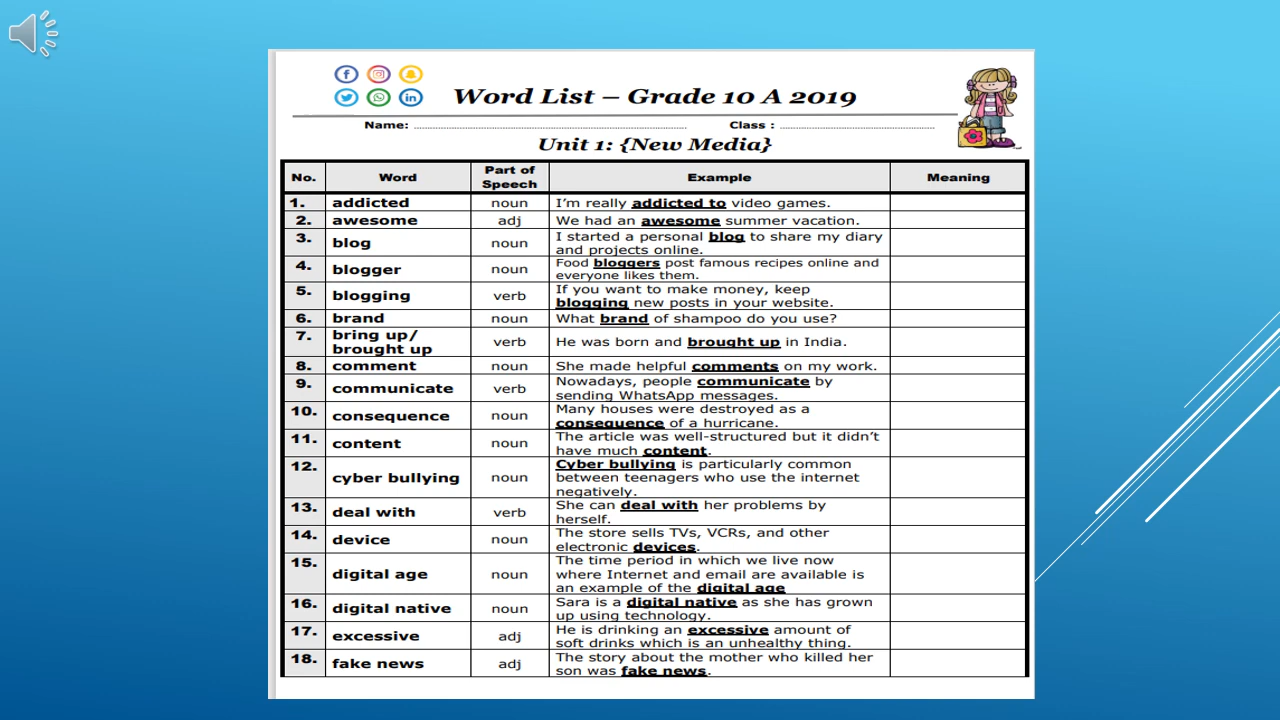 Word List – Grade 10 A 2019
Name: ............................................................ Class : ..................................
Unit 1: {New Media}
No. Word Part of Speech Example Meaning
1. addicted noun I'm really addicted to video games.
2. awesome adj We had an awesome summer vacation.
3. blog noun I started a personal blog to share my diary
and projects online.
4. blogger noun Food bloggers post famous recipes online and
everyone likes them.
5. blogging verb If you want to make money, keep
blogging new posts in your website.
6. brand noun What brand of shampoo do you use?
7. bring up/
brought up verb He was born and brought up in India.
8. comment noun She made helpful comments on my work.
9. communicate verb Nowadays, people communicate by
sending WhatsApp messages.
10. consequence noun Many houses were destroyed as a
consequence of a hurricane.
11. content noun The article was well-structured but it didn't
have much content.
12. cyber bullying noun Cyber bullying is particularly common
between teenagers who use the internet
negatively.
13. deal with verb She can deal with her problems by
herself.
14. device noun The store sells TVs, VCRs, and other
electronic devices.
15. digital age noun The time period in which we live now
where Internet and email are available is
an example of the digital age
16. digital native noun Sara is a digital native as she has grown
up using technology.
17. excessive adj He is drinking an excessive amount of
soft drinks which is an unhealthy thing.
18. fake news adj The story about the mother who killed her
son was fake news.